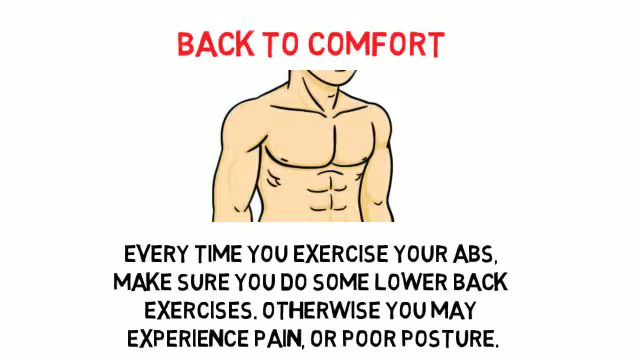 BACK TO COMFORT
EVERY TIME YOU EXERCISE YOUR ABS,
MAKE SURE YOU DO SOME LOWER BACK
EXERCISES. OTHERWISE YOU MAY
EXPERIENCE PAIN, OR POOR POSTURE.